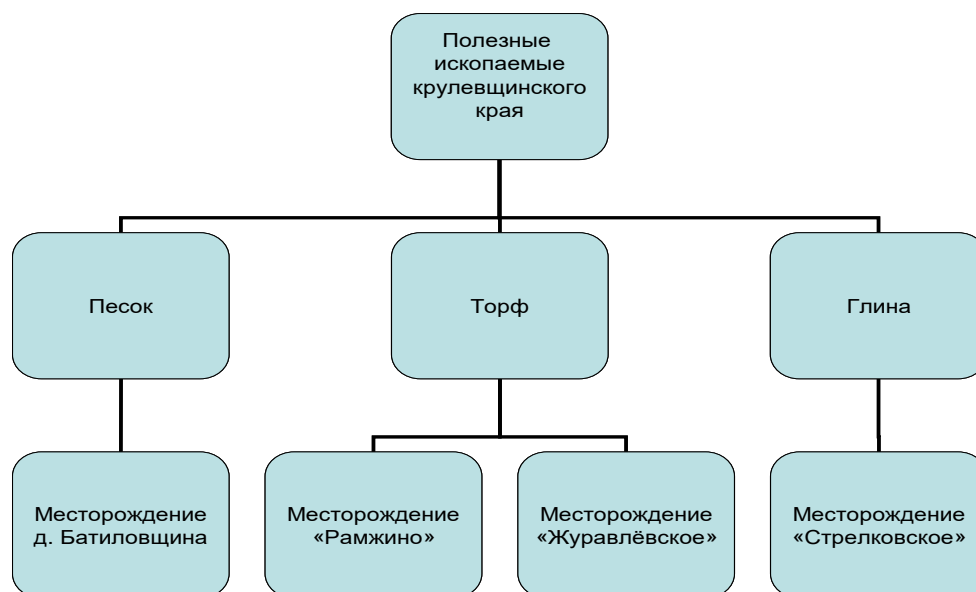 Полезные
ископаемые
крулевщинского
края
Песок
Торф
Глина
Месторождение
д. Батиловщина
Месторождение
«Рамжино»
Месторождение
«Журавлёвское»
Месторождение
«Стрелковское»